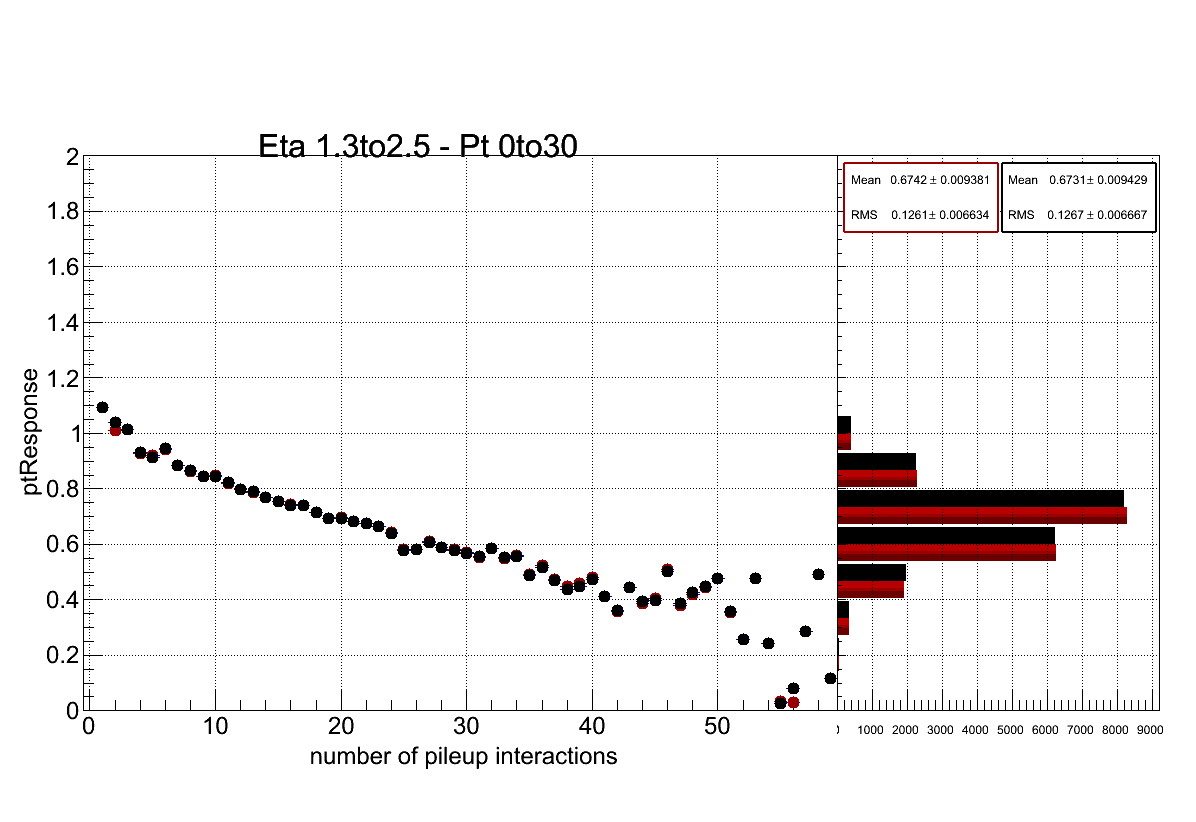 Eta 1.3to2.5 - Pt 0to30
Mean 0.6742 ± 0.009381
RMS 0.1261 ± 0.006634
Mean 0.6731 ± 0.009429
RMS 0.1267 ± 0.006667
2
1.8
1.6
1.4
1.2
1
0.8
0.6
0.4
0.2
0
ptResponse
0 10 20 30 40 50
number of pileup interactions
1000 2000 3000 4000 5000 6000 7000 8000 9000